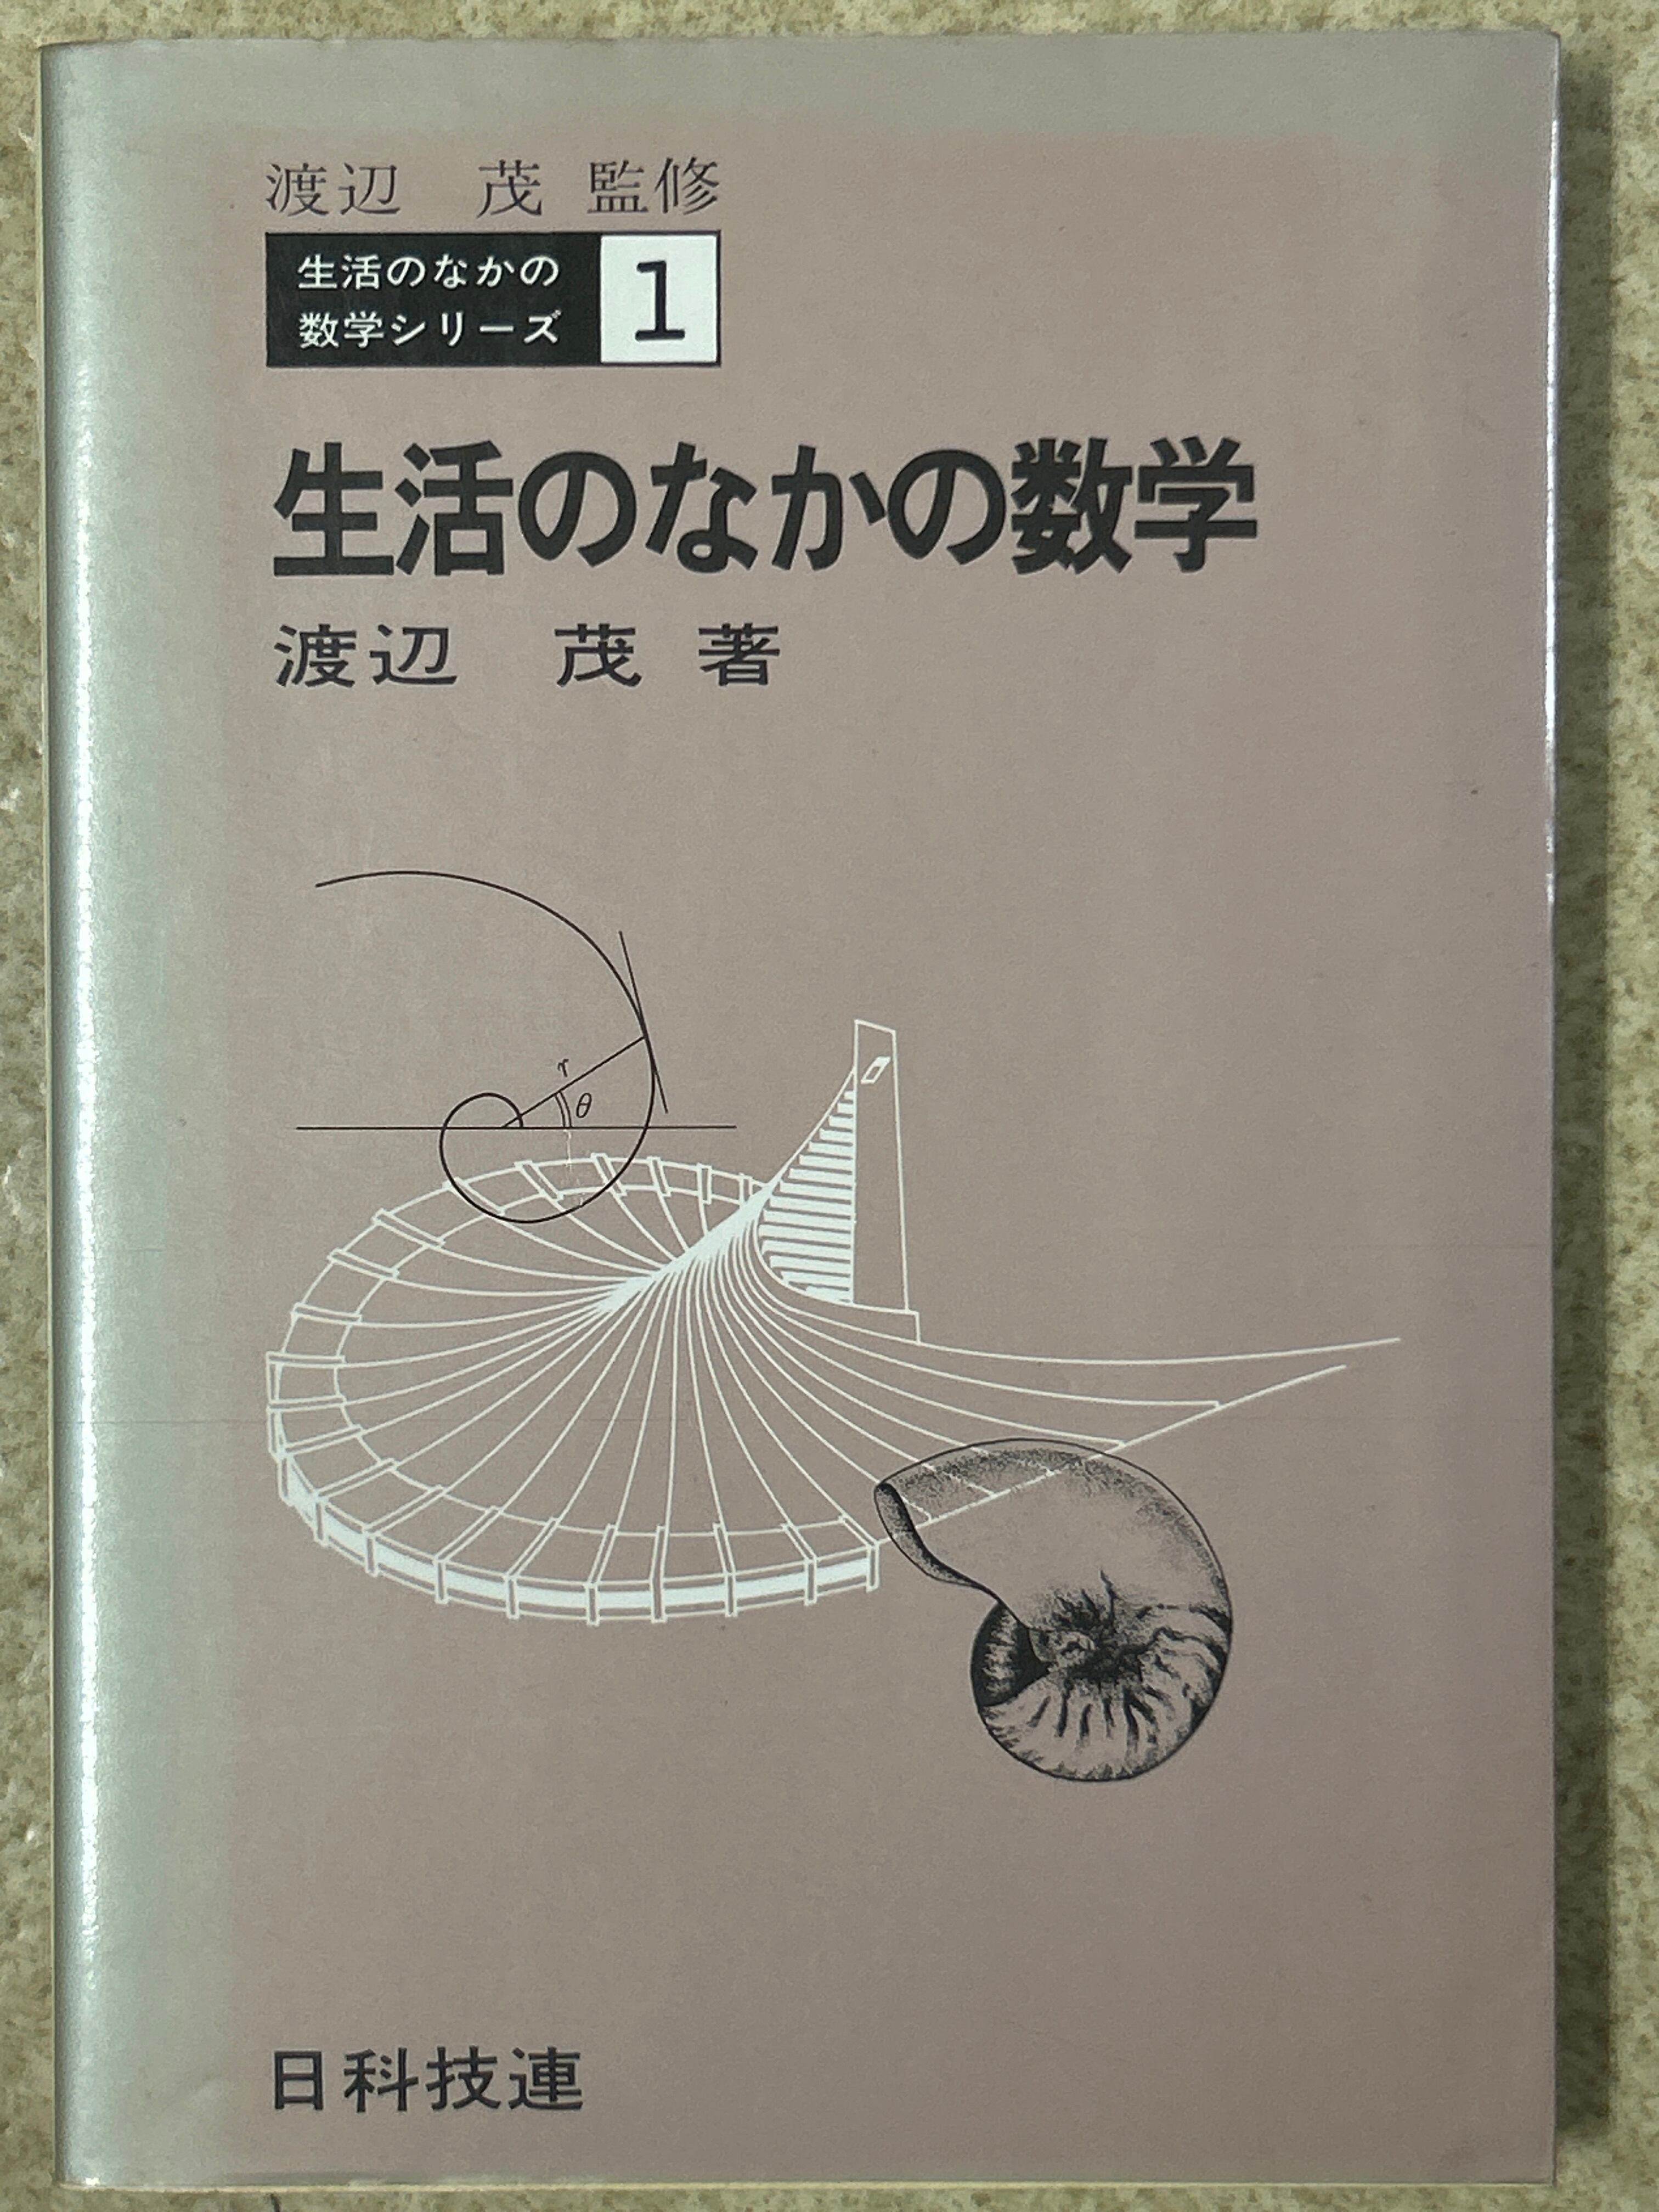 渡辺　茂 監修
生活のなかの
数学シリーズ
1
生活のなかの数学
渡辺　茂 著
r
θ
日科技連